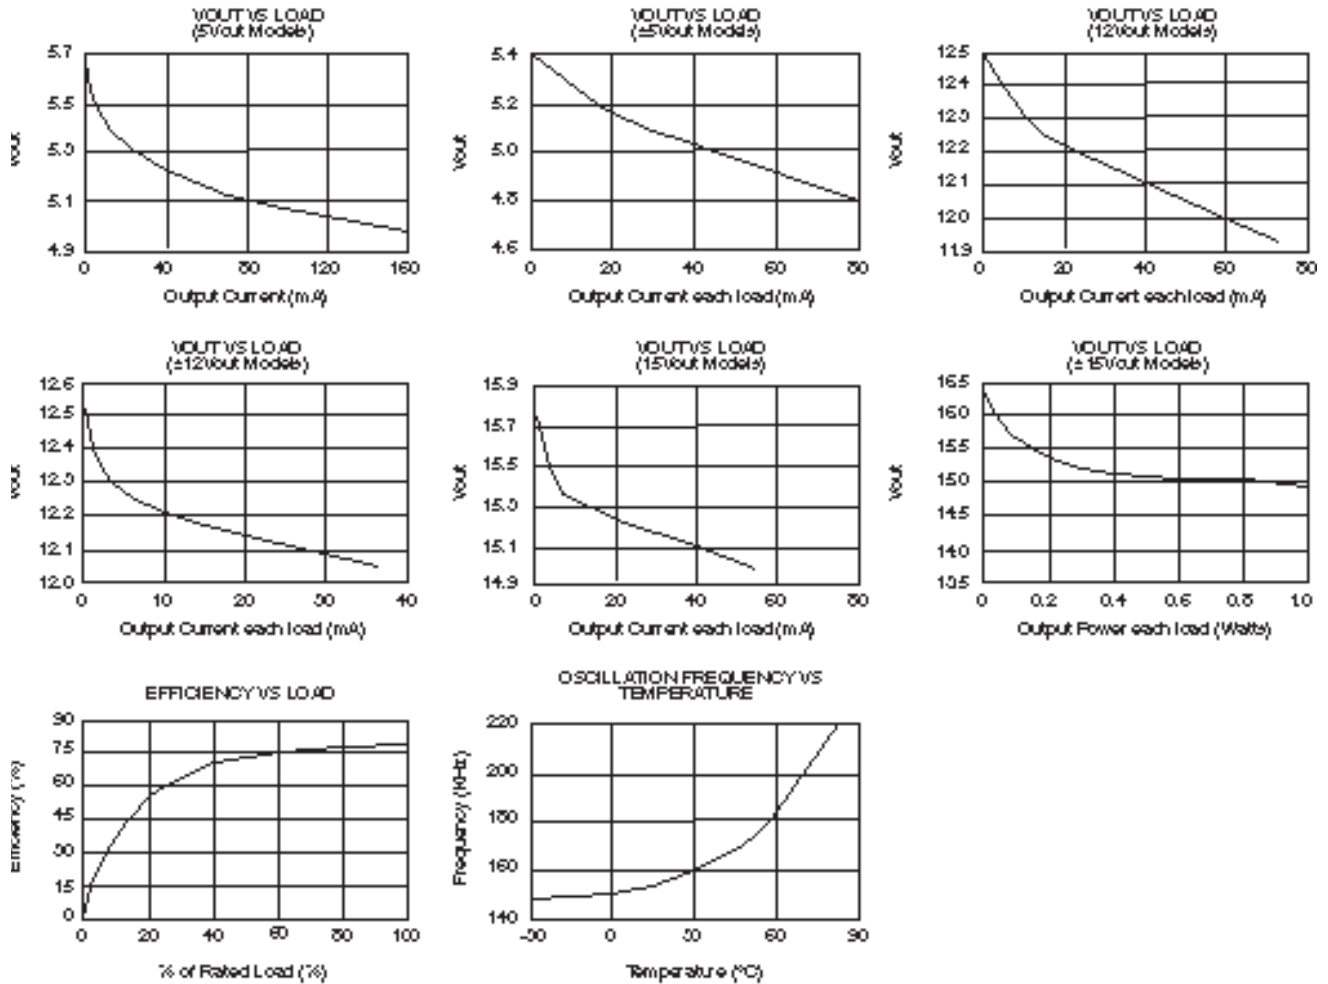 VOUT VS LOAD
(5Vout Models)
5.7
5.5
5.3
5.1
4.9
Vout
0 40 80 120 160
Output Current (mA)
VOUT VS LOAD
(±5Vout Models)
5.4
5.2
5.0
4.8
4.6
Vout
0 20 40 60 80
Output Current each load (mA)
VOUT VS LOAD
(12Vout Models)
12.5
12.4
12.3
12.2
12.1
12.0
11.9
Vout
0 20 40 60 80
Output Current each load (mA)
VOUT VS LOAD
(±12Vout Models)
12.6
12.5
12.4
12.3
12.2
12.1
12.0
Vout
0 10 20 30 40
Output Current each load (mA)
VOUT VS LOAD
(15Vout Models)
15.9
15.7
15.5
15.3
15.1
14.9
Vout
0 20 40 60 80
Output Current each load (mA)
VOUT VS LOAD
(±15Vout Models)
16.5
16.0
15.5
15.0
14.5
14.0
13.5
Vout
0 0.2 0.4 0.6 0.8 1.0
Output Power each load (Watts)
EFFICIENCY VS LOAD
90
75
60
45
30
15
0
Efficiency (%)
0 20 40 60 80 100
% of Rated Load (%)
OSCILLATION FREQUENCY VS
TEMPERATURE
220
200
180
160
140
Frequency (KHz)
-30 0 30 60 90
Temperature (°C)